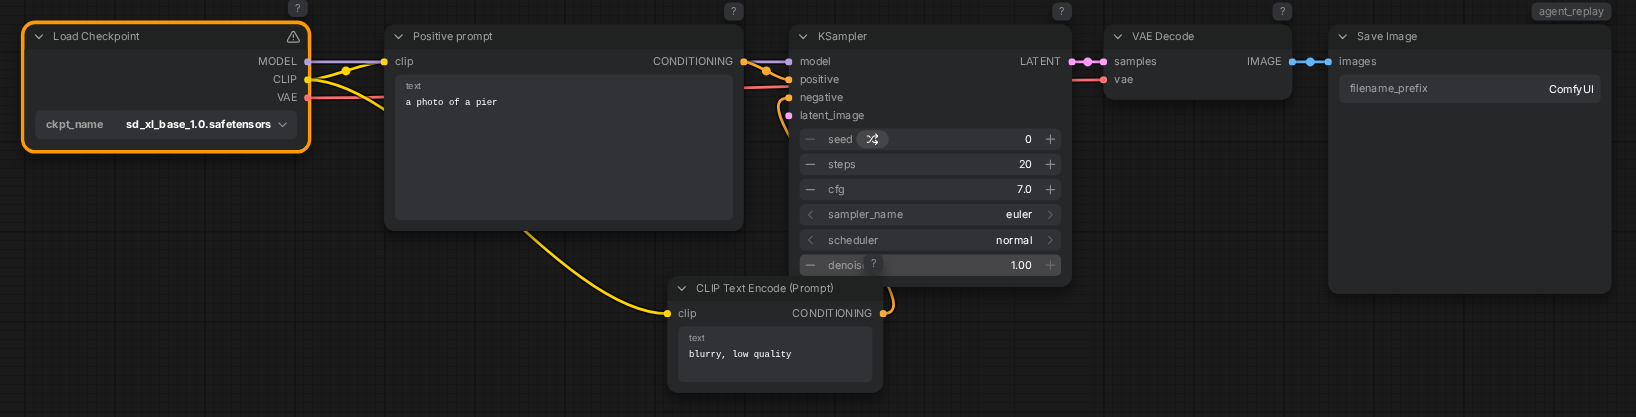 ?
?
?
?
agent_replay
Load Checkpoint
MODEL
CLIP
VAE
ckpt_name sd_xl_base_1.0.safetensors
Positive prompt
clip CONDITIONING
text
a photo of a pier
KSampler
model LATENT
positive
negative
latent_image
seed 0
steps 20
cfg 7.0
sampler_name euler
scheduler normal
denois 1.00
VAE Decode
samples IMAGE
vae
Save Image
images
filename_prefix ComfyUI
?
CLIP Text Encode (Prompt)
clip CONDITIONING
text
blurry, low quality